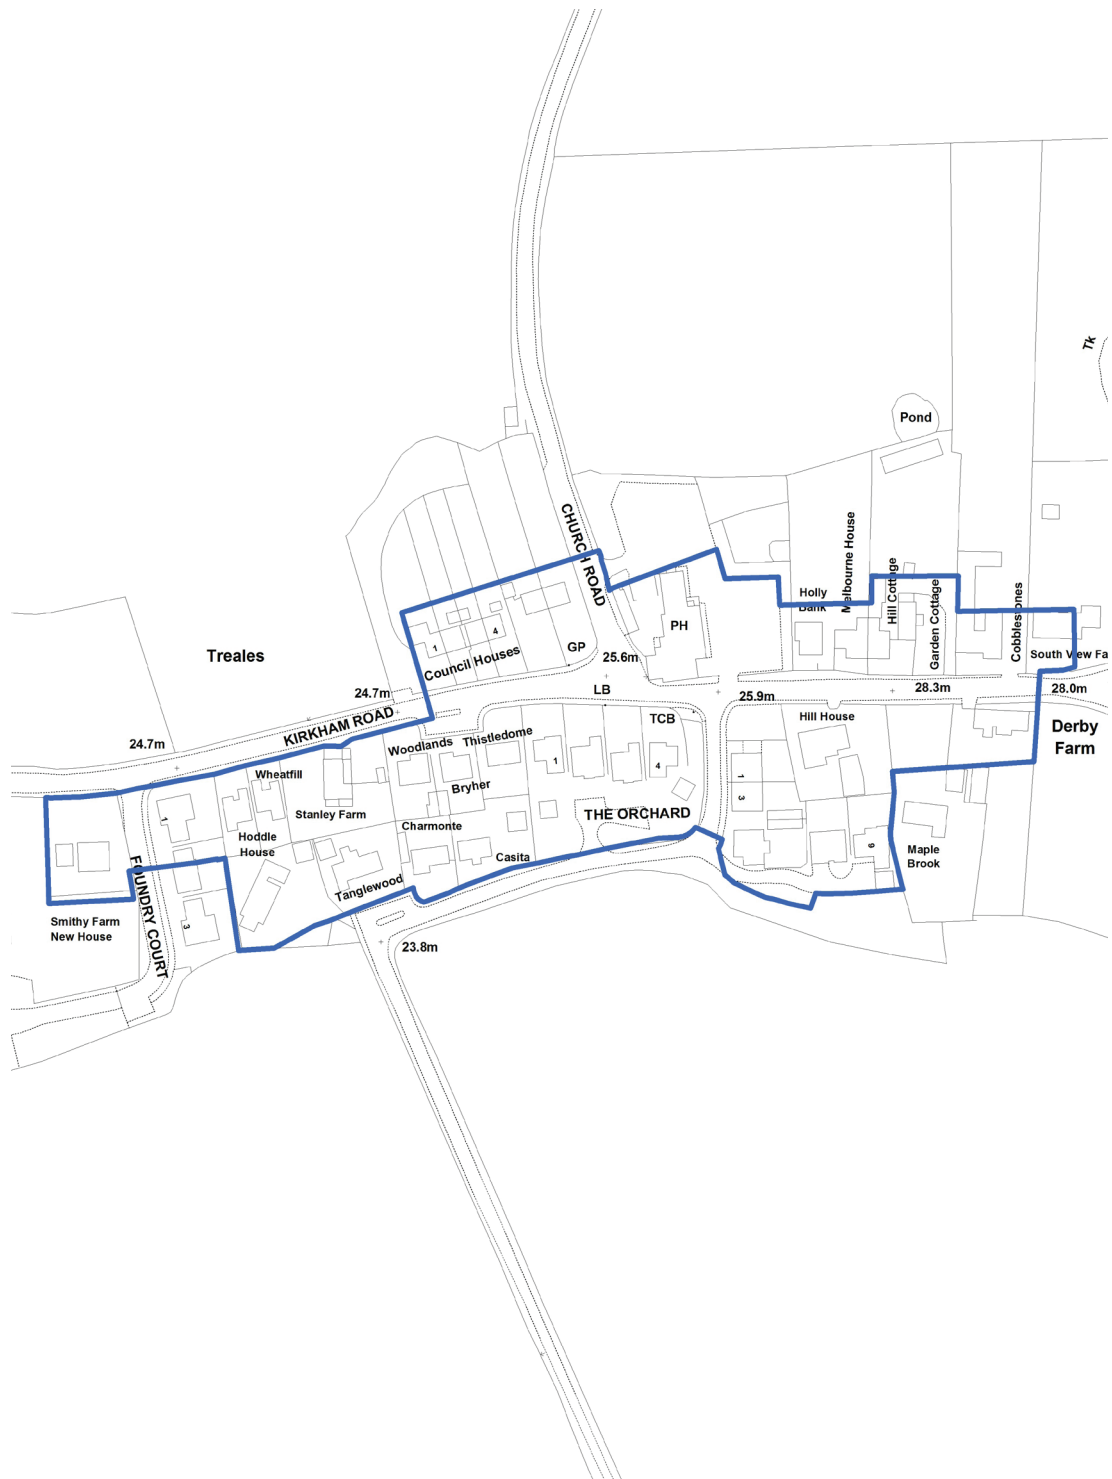 Tk
Pond
CHURCH ROAD
Melbourne House
Hill Cottage
Holly
Bank
Garden Cottage
Cobblestones
PH
1
4
Council Houses
GP
Treales
25.6m
South View Fa
24.7m
LB
25.9m
28.3m
28.0m
KIRKHAM ROAD
TCB
Hill House
Derby
Farm
24.7m
Woodlands
Thistledome
1
4
Wheatfill
Bryher
1
3
Stanley Farm
THE ORCHARD
1
Hoddle
House
Charmonte
9
Maple
Brook
Casita
Tanglewood
FOUNDRY COURT
Smithy Farm
New House
3
23.8m